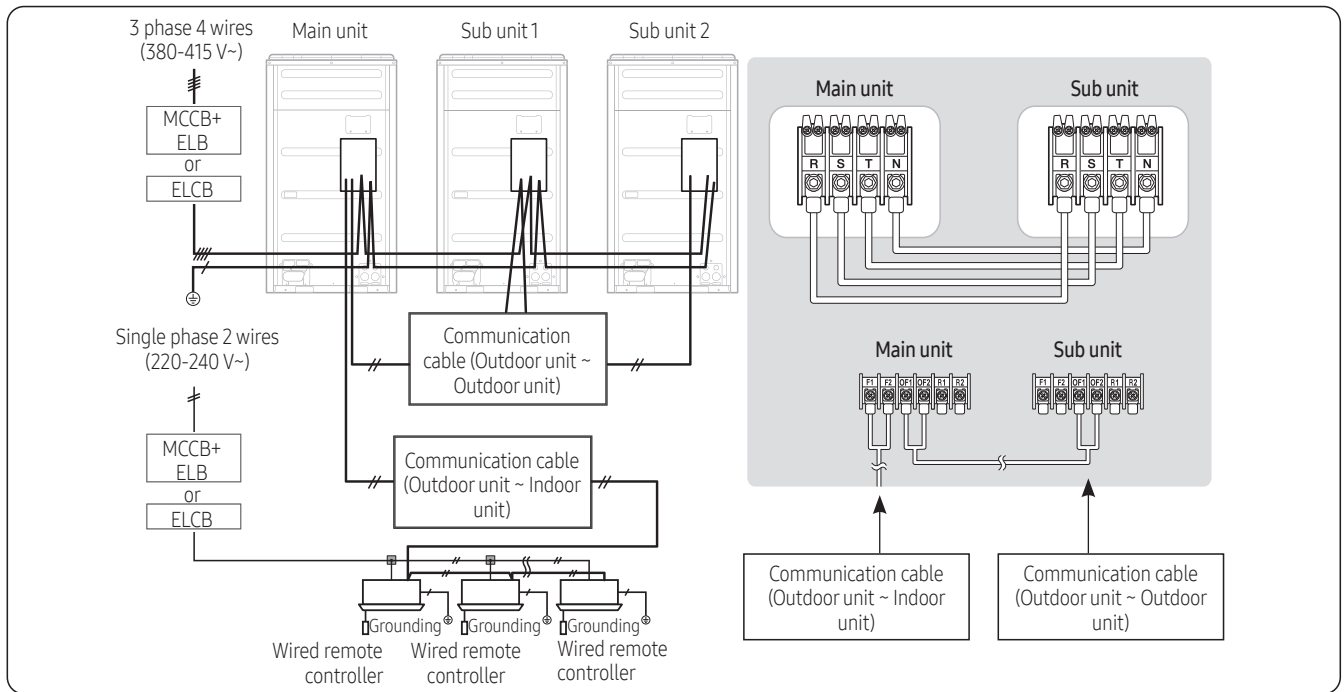 3 phase 4 wires
(380-415 V~)
Main unit
Sub unit 1
Sub unit 2
MCCB+
ELB
or
ELCB
Single phase 2 wires
(220-240 V~)
MCCB+
ELB
or
ELCB
Communication
cable (Outdoor unit ~
Outdoor unit)
Communication cable
(Outdoor unit ~ Indoor
unit)
Grounding
Grounding
Grounding
Wired remote
controller
Wired remote
controller
Wired remote
controller
Main unit
Sub unit
R S T N
R S T N
Main unit
Sub unit
F1 F2 OF1 OF2 R1 R2
F1 F2 OF1 OF2 R1 R2
Communication cable
(Outdoor unit ~ Indoor
unit)
Communication cable
(Outdoor unit ~ Outdoor
unit)